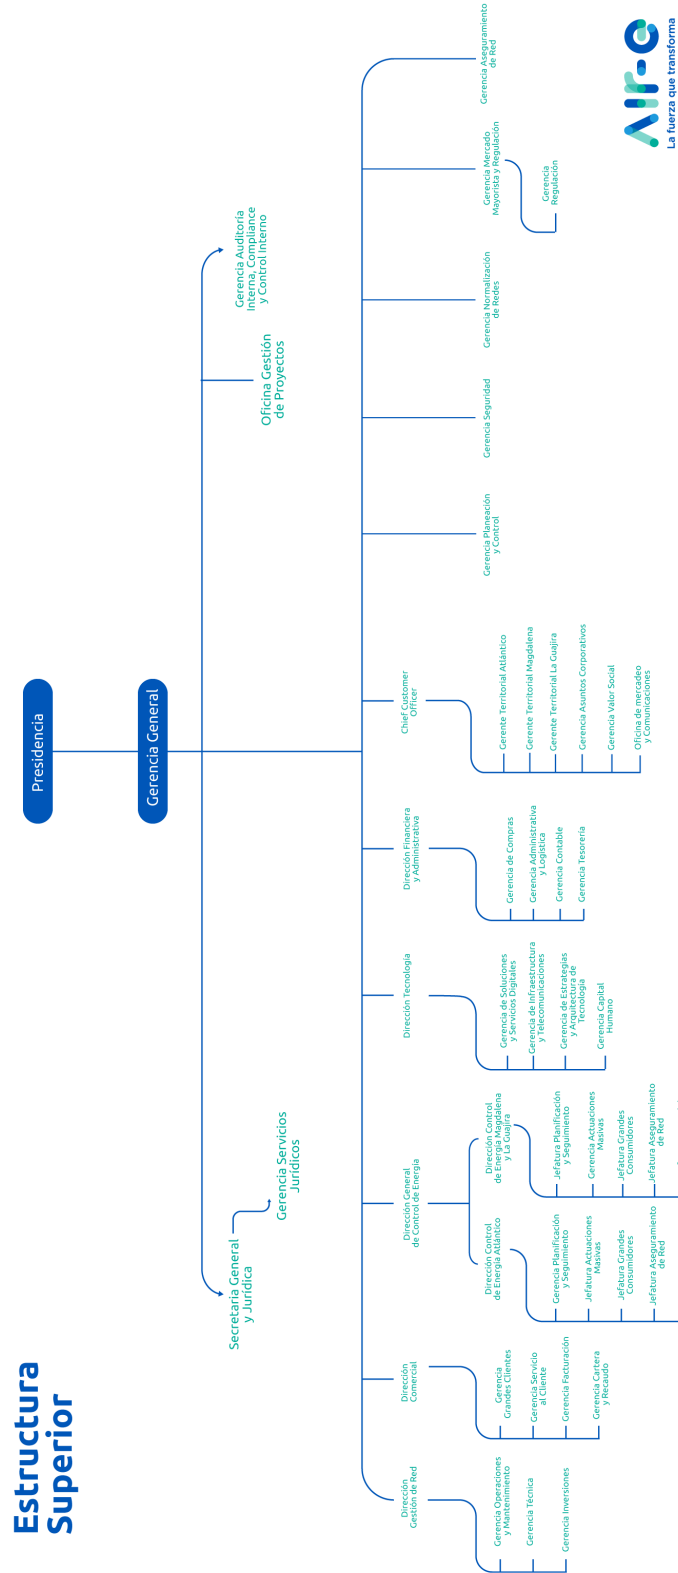 Estructura
Superior
Presidencia
Gerencia General
Secretaria General
y Jurídica
Gerencia Servicios
Jurídicos
Oficina Gestión
de Proyectos
Gerencia Auditoría
Interna, Compliance
y Control Interno
Dirección
Gestión de Red
Gerencia Operaciones
y Mantenimiento
Gerencia Técnica
Gerencia Inversiones
Dirección
Comercial
Gerencia
Grandes Clientes
Gerencia Servicio
al Cliente
Gerencia Facturación
Gerencia Cartera
y Recaudo
Dirección General
de Control de Energía
Dirección Control
de Energía Atlántico
Gerencia Planificación
y Seguimiento
Jefatura Actuaciones
Masivas
Jefatura Grandes
Consumidores
Jefatura Aseguramiento
de Red
Dirección Control
de Energía Magdalena
y La Guajira
Jefatura Planificación
y Seguimiento
Gerencia Actuaciones
Masivas
Jefatura Grandes
Consumidores
Jefatura Aseguramiento
de Red
Dirección Tecnología
Gerencia de Soluciones
y Servicios Digitales
Gerencia de Infraestructura
y Telecomunicaciones
Gerencia de Estrategias
y Arquitectura de
Tecnología
Gerencia Capital
Humano
Dirección Financiera
y Administrativa
Gerencia de Compras
Gerencia Administrativa
y Logística
Gerencia Contable
Gerencia Tesorería
Chief Customer
Officer
Gerente Territorial Atlántico
Gerente Territorial Magdalena
Gerente Territorial La Guajira
Gerencia Asuntos Corporativos
Gerencia Valor Social
Oficina de mercadeo
y Comunicaciones
Gerencia Planeación
y Control
Gerencia Seguridad
Gerencia Normalización
de Redes
Gerencia Mercado
Mayorista y Regulación
Gerencia
Regulación
Gerencia Aseguramiento
de Red
Air-e
La fuerza que transforma